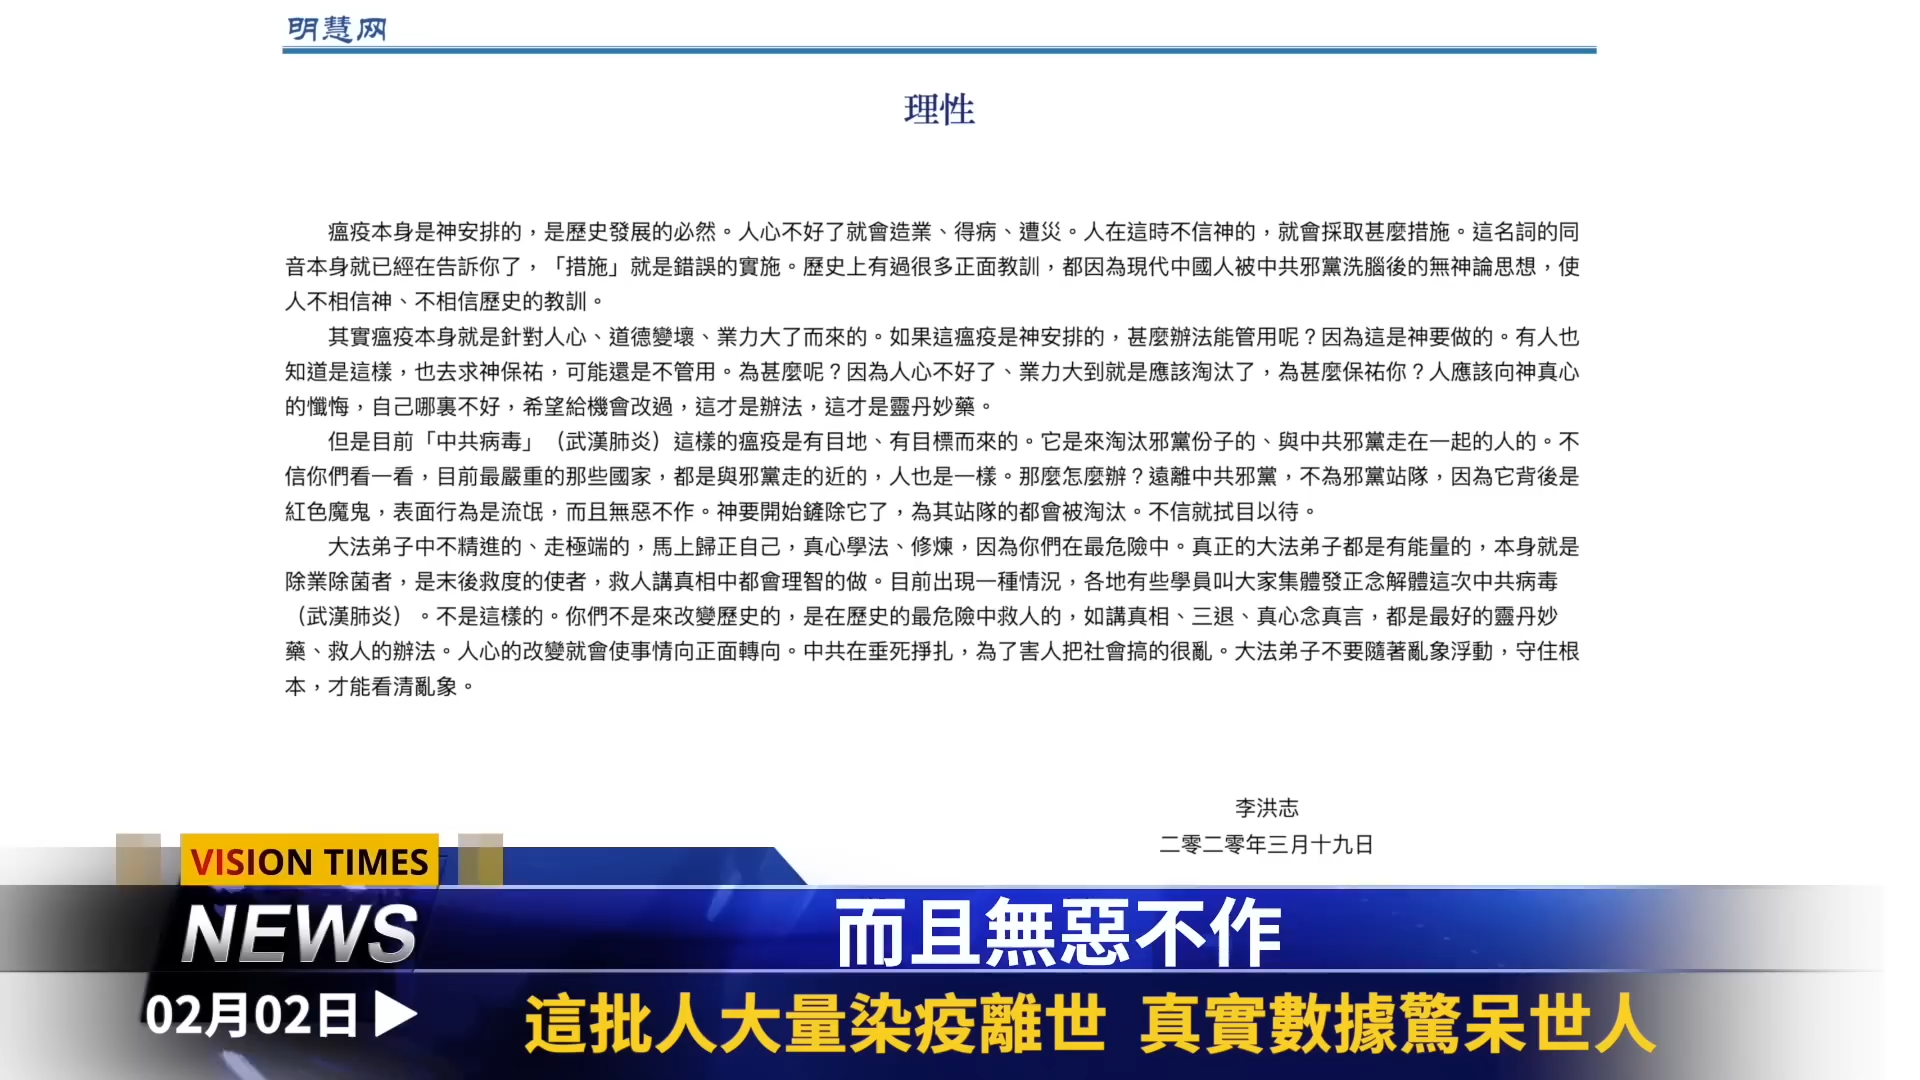 明慧网
理性
瘟疫本身是神安排的，是歷史發展的必然。人心不好了就會造業、得病、遭災。人在這時不信神的，就會採取甚麼措施。這名詞的同
音本身就已經在告訴你了，「措施」就是錯誤的實施。歷史上有過很多正面教訓，都因為現代中國人被中共邪黨洗腦後的無神論思想，使
人不相信神、不相信歷史的教訓。
其實瘟疫本身就是針對人心、道德變壞、業力大了而來的。如果這瘟疫是神安排的，甚麼辦法能管用呢？因為這是神要做的。有人也
知道是這樣，也去求神保祐，可能還是不管用。為甚麼呢？因為人心不好了、業力大到就是應該淘汰了，為甚麼保祐你？人應該向神真心
的懺悔，自己哪裏不好，希望給機會改過，這才是辦法，這才是靈丹妙藥。
但是目前「中共病毒」（武漢肺炎）這樣的瘟疫是有目地、有目標而來的。它是來淘汰邪黨份子的、與中共邪黨走在一起的人的。不
信你們看一看，目前最嚴重的那些國家，都是與邪黨走的近的，人也是一樣。那麼怎麼辦？遠離中共邪黨，不為邪黨站隊，因為它背後是
紅色魔鬼，表面行為是流氓，而且無惡不作。神要開始鏟除它了，為其站隊的都會被淘汰。不信就拭目以待。
大法弟子中不精進的、走極端的，馬上歸正自己，真心學法、修煉，因為你們在最危險中。真正的大法弟子都是有能量的，本身就是
除業除菌者，是末後救度的使者，救人講真相中都會理智的做。目前出現一種情況，各地有些學員叫大家集體發正念解體這次中共病毒
（武漢肺炎）。不是這樣的。你們不是來改變歷史的，是在歷史的最危險中救人的，如講真相、三退、真心念真言，都是最好的靈丹妙
藥、救人的辦法。人心的改變就會使事情向正面轉向。中共在垂死掙扎，為了害人把社會搞的很亂。大法弟子不要隨著亂象浮動，守住根
本，才能看清亂象。
李洪志
二零二零年三月十九日
VISION TIMES
NEWS
而且無惡不作
02月02日
這批人大量染疫離世 真實數據驚呆世人